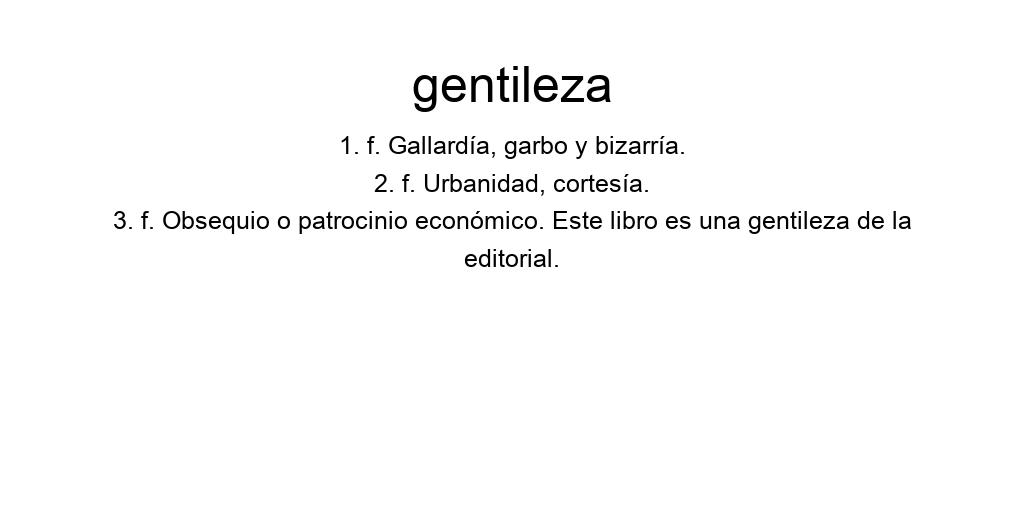 gentileza
1. f. Gallardía, garbo y bizarría.
2. f. Urbanidad, cortesía.
3. f. Obsequio o patrocinio económico. Este libro es una gentileza de la
editorial.